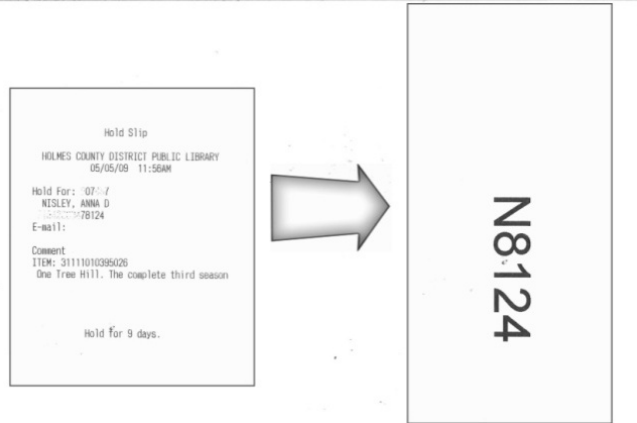 Hold Slip
HOLMES COUNTY DISTRICT PUBLIC LIBRARY
05/05/09 11:56AM
Hold For:
NISLEY, ANNA D
78124
E-mail:
Comment
ITEM: 31111010395026
One Tree Hill. The complete third season
Hold for 9 days.
N8124